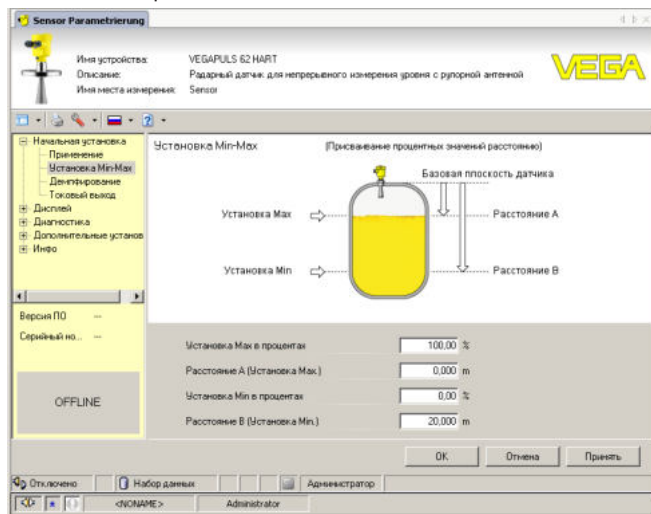 Sensor Parametrierung
Имя устройства: VEGAPULS 62 HART
Описание: Радарный датчик для непрерывного измерения уровня с рупорной антенной
Имя места измерения: Sensor
VEGA
Начальная установка
Применение
Установка Min-Max
Демпфирование
Токовый выход
Дисплей
Диагностика
Дополнительные установ
Инфо
Версия ПО —
Серийный но... —
OFFLINE
Установка Min-Max (Присваивание процентных значений расстоянию)
Базовая плоскость датчика
Установка Max
Расстояние A
Установка Min
Расстояние B
Установка Max в процентах 100,00 %
Расстояние A (Установка Max.) 0,000 m
Установка Min в процентах 0,00 %
Расстояние B (Установка Min.) 20,000 m
OK Отмена Принять
Отключено Набор данных Администратор
<NONAME> Administrator